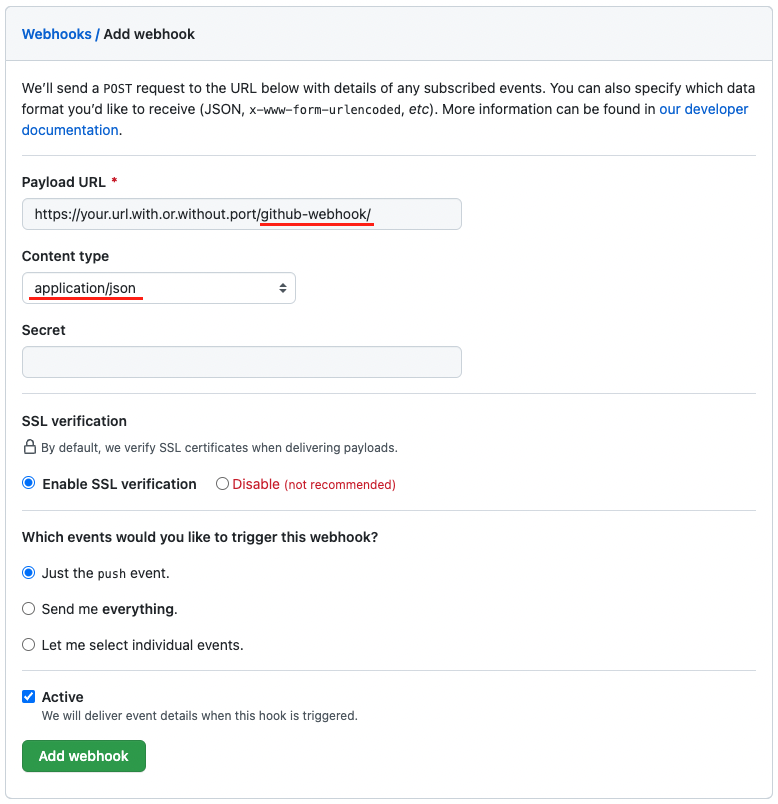 Webhooks / Add webhook
We’ll send a POST request to the URL below with details of any subscribed events. You can also specify which data
format you’d like to receive (JSON, x-www-form-urlencoded, etc). More information can be found in our developer
documentation.
Payload URL *
https://your.url.with.or.without.port/github-webhook/
Content type
application/json
Secret
SSL verification
By default, we verify SSL certificates when delivering payloads.
Enable SSL verification Disable (not recommended)
Which events would you like to trigger this webhook?
Just the push event.
Send me everything.
Let me select individual events.
Active
We will deliver event details when this hook is triggered.
Add webhook